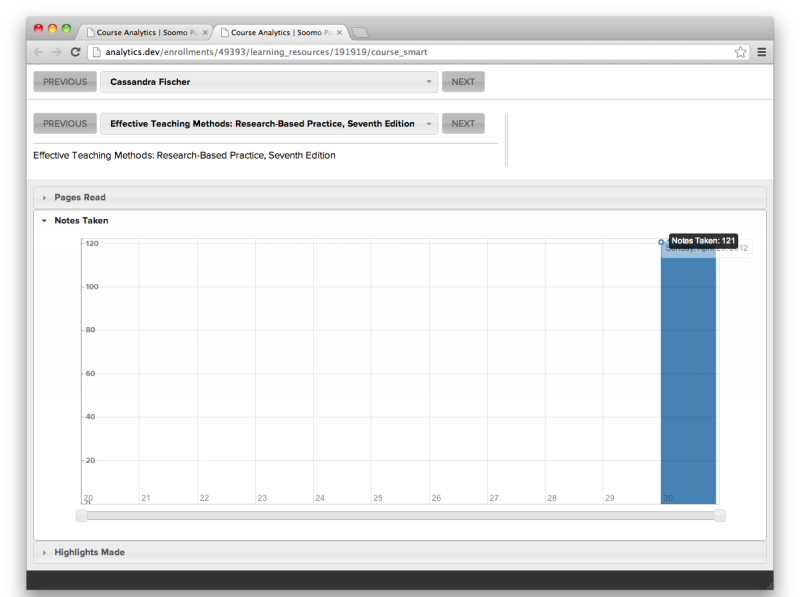 Course Analytics | Soomo Pu × Course Analytics | Soomo Pu ×
analytics.dev/enrollments/49393/learning_resources/191919/course_smart
PREVIOUS Cassandra Fischer NEXT
PREVIOUS Effective Teaching Methods: Research-Based Practice, Seventh Edition NEXT
Effective Teaching Methods: Research-Based Practice, Seventh Edition
Pages Read
Notes Taken
Notes Taken: 121
120
Sunday, April 2012
100
80
60
40
20
0
20 21 22 23 24 25 26 27 28 29 30
Highlights Made